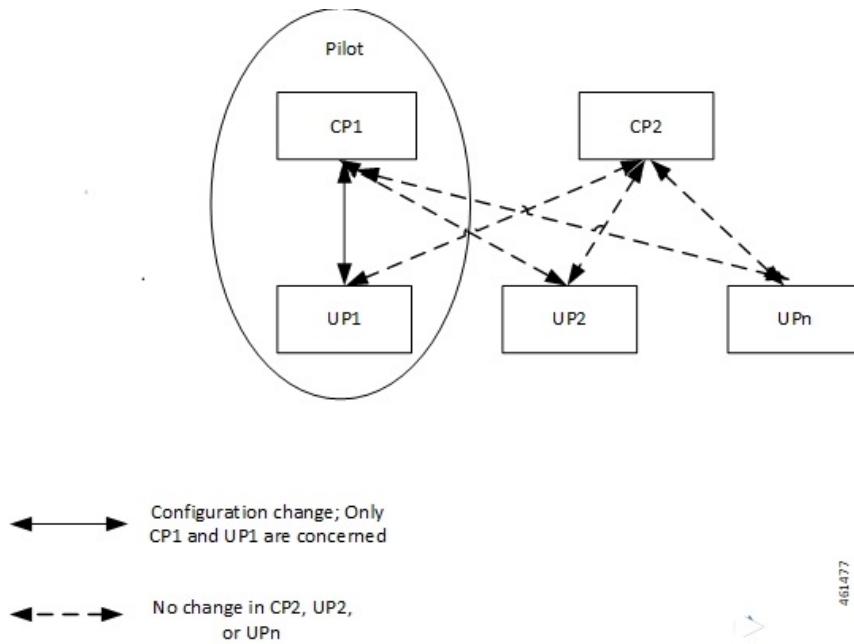 Pilot
CP1
CP2
UP1
UP2
UPn
Configuration change; Only
CP1 and UP1 are concerned
No change in CP2, UP2,
or UPn
461477